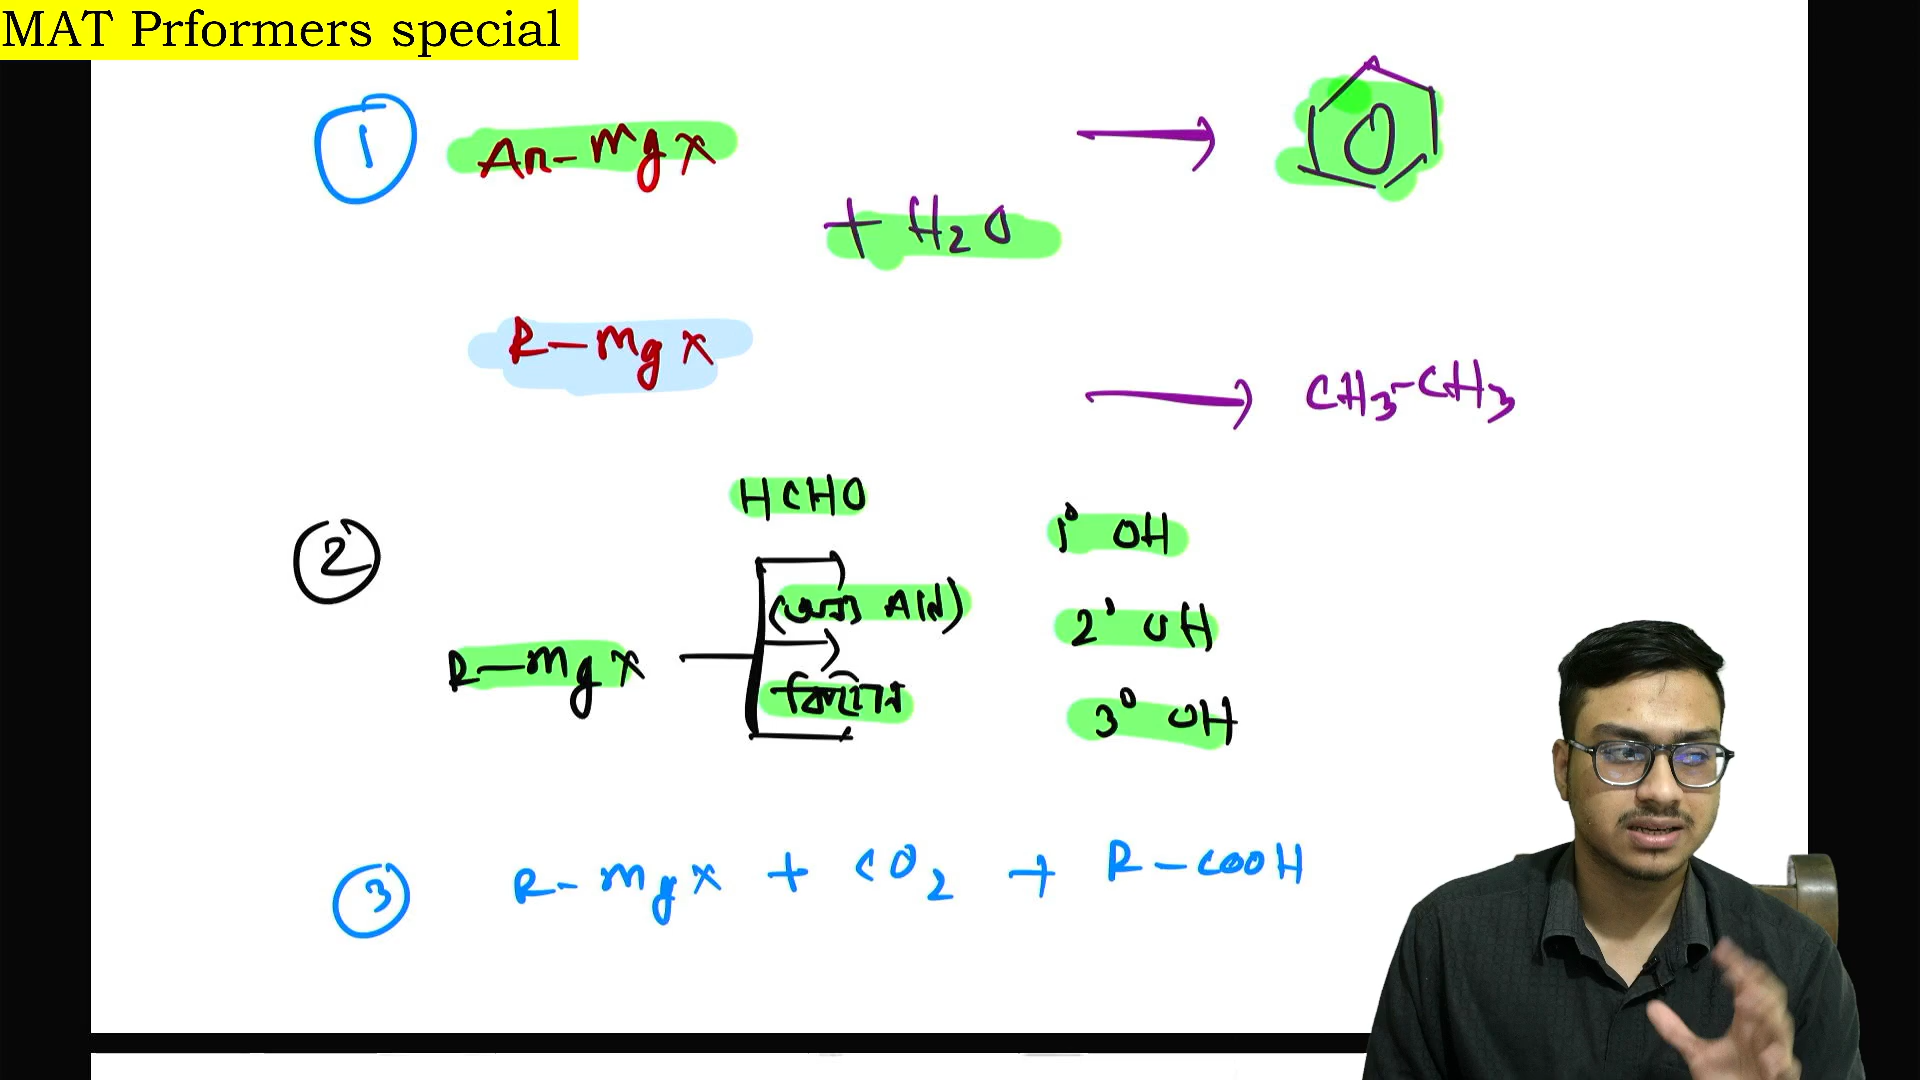 MAT Prformers special
1 Ar-MgX
+ H2O
R-MgX
CH3-CH3
HCHO
1° OH
2
(অন্য Ald)
2° OH
R-MgX
কিটোন
3° OH
3 R-MgX + CO2 → R-COOH